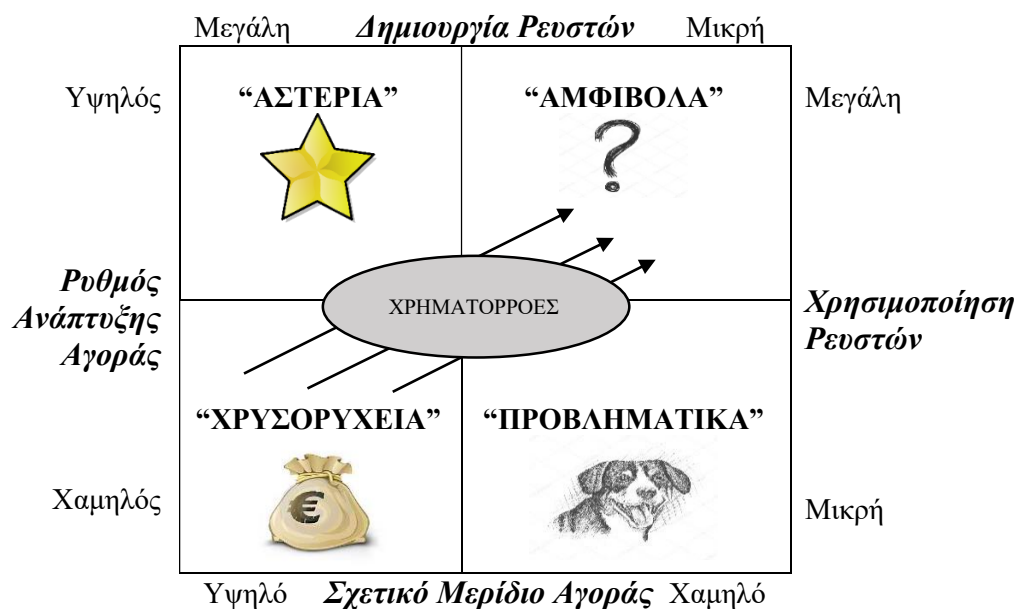 Μεγάλη Δημιουργία Ρευστών Μικρή
Υψηλός “ΑΣΤΕΡΙΑ” “ΑΜΦΙΒΟΛΑ” Μεγάλη
?
Ρυθμός
Ανάπτυξης
Αγοράς
ΧΡΗΜΑΤΟΡΡΟΕΣ
Χρησιμοποίηση
Ρευστών
“ΧΡΥΣΟΡΥΧΕΙΑ” “ΠΡΟΒΛΗΜΑΤΙΚΑ”
Χαμηλός € Μικρή
Υψηλό Σχετικό Μερίδιο Αγοράς Χαμηλό